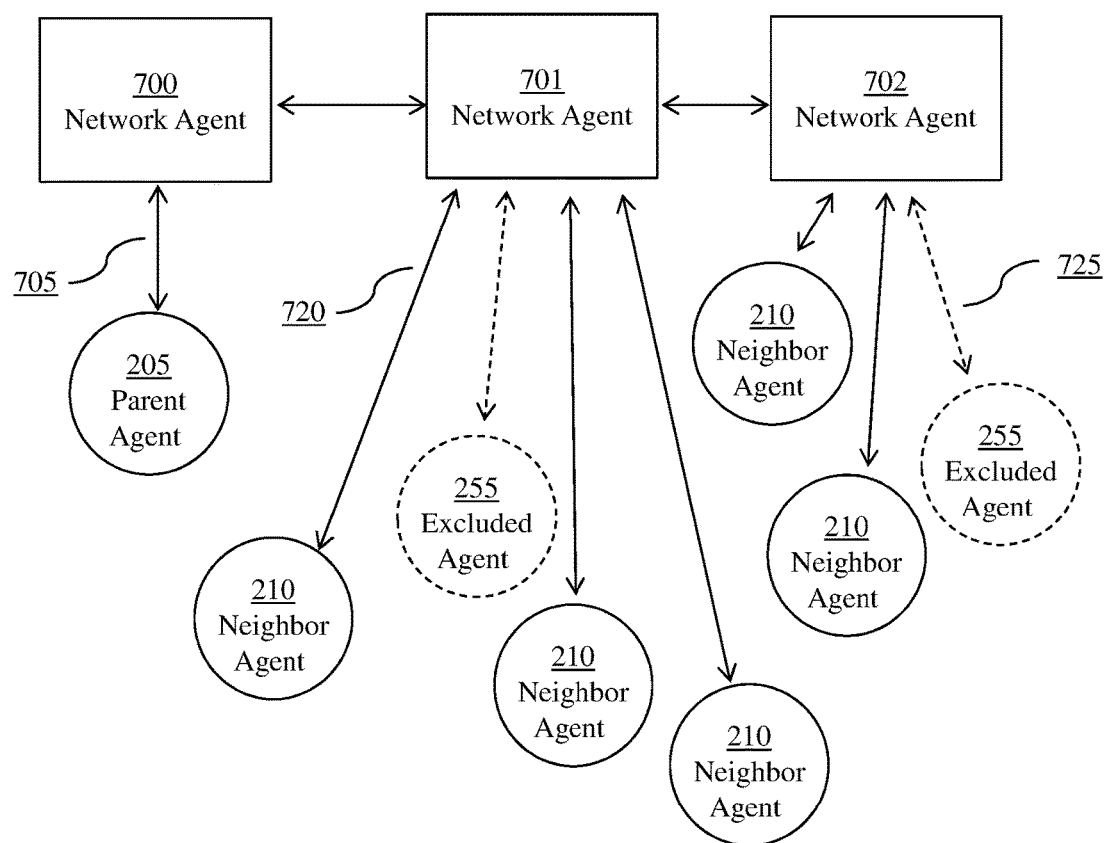 700
Network Agent
701
Network Agent
702
Network Agent
705
720
725
205
Parent
Agent
210
Neighbor
Agent
255
Excluded
Agent
255
Excluded
Agent
210
Neighbor
Agent
210
Neighbor
Agent
210
Neighbor
Agent
210
Neighbor
Agent